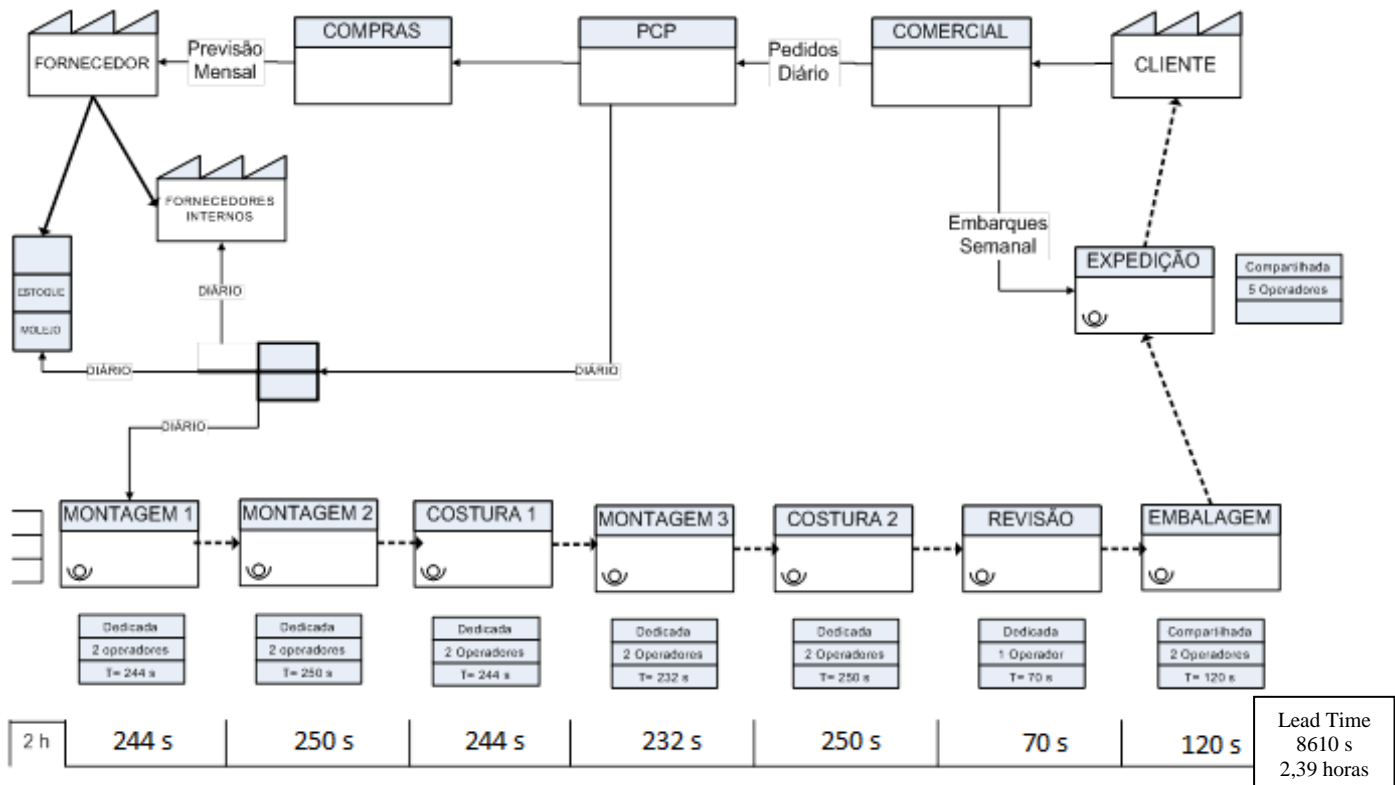 FORNECEDOR
Previsão
Mensal
COMPRAS
PCP
Pedidos
Diário
COMERCIAL
CLIENTE
FORNECEDORES
INTERNOS
ESTOQUE
MOLEJO
DIÁRIO
DIÁRIO
DIÁRIO
DIÁRIO
Embarques
Semanal
EXPEDIÇÃO
Compartilhada
5 Operadores
MONTAGEM 1
MONTAGEM 2
COSTURA 1
MONTAGEM 3
COSTURA 2
REVISÃO
EMBALAGEM
Dedicada
2 operadores
T= 244 s
Dedicada
2 operadores
T= 250 s
Dedicada
2 Operadores
T= 244 s
Dedicada
2 Operadores
T= 232 s
Dedicada
2 Operadores
T= 250 s
Dedicada
1 Operador
T= 70 s
Compartilhada
2 Operadores
T= 120 s
2 h
244 s
250 s
244 s
232 s
250 s
70 s
120 s
Lead Time
8610 s
2,39 horas